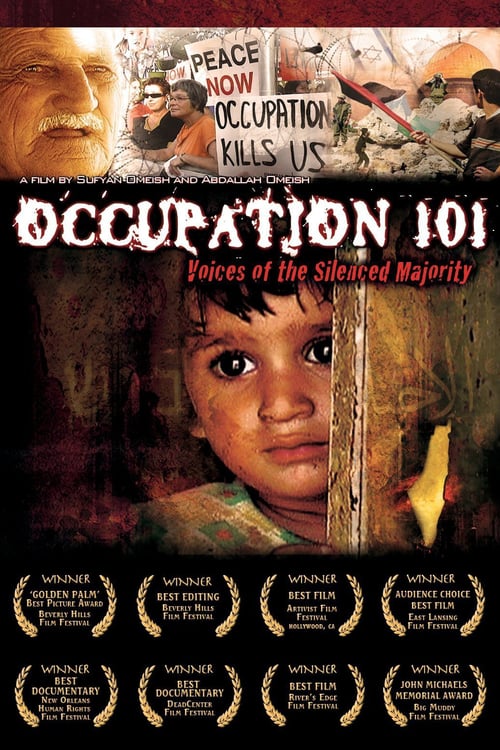 PEACE
NOW
NOW
OCCUPATION
KILLS US
A FILM BY SUFYAN OMEISH AND ABDALLAH OMEISH
OCCUPATION 101
Voices of the Silenced Majority
WINNER
'GOLDEN PALM'
BEST PICTURE AWARD
BEVERLY HILLS
FILM FESTIVAL
WINNER
BEST EDITING
BEVERLY HILLS
FILM FESTIVAL
WINNER
BEST FILM
ARTIVIST FILM
FESTIVAL
HOLLYWOOD, CA
WINNER
AUDIENCE CHOICE
BEST FILM
EAST LANSING
FILM FESTIVAL
WINNER
BEST
DOCUMENTARY
NEW ORLEANS
HUMAN RIGHTS
FILM FESTIVAL
WINNER
BEST
DOCUMENTARY
DEADCENTER
FILM FESTIVAL
WINNER
BEST FILM
RIVER'S EDGE
FILM FESTIVAL
WINNER
JOHN MICHAELS
MEMORIAL AWARD
BIG MUDDY
FILM FESTIVAL